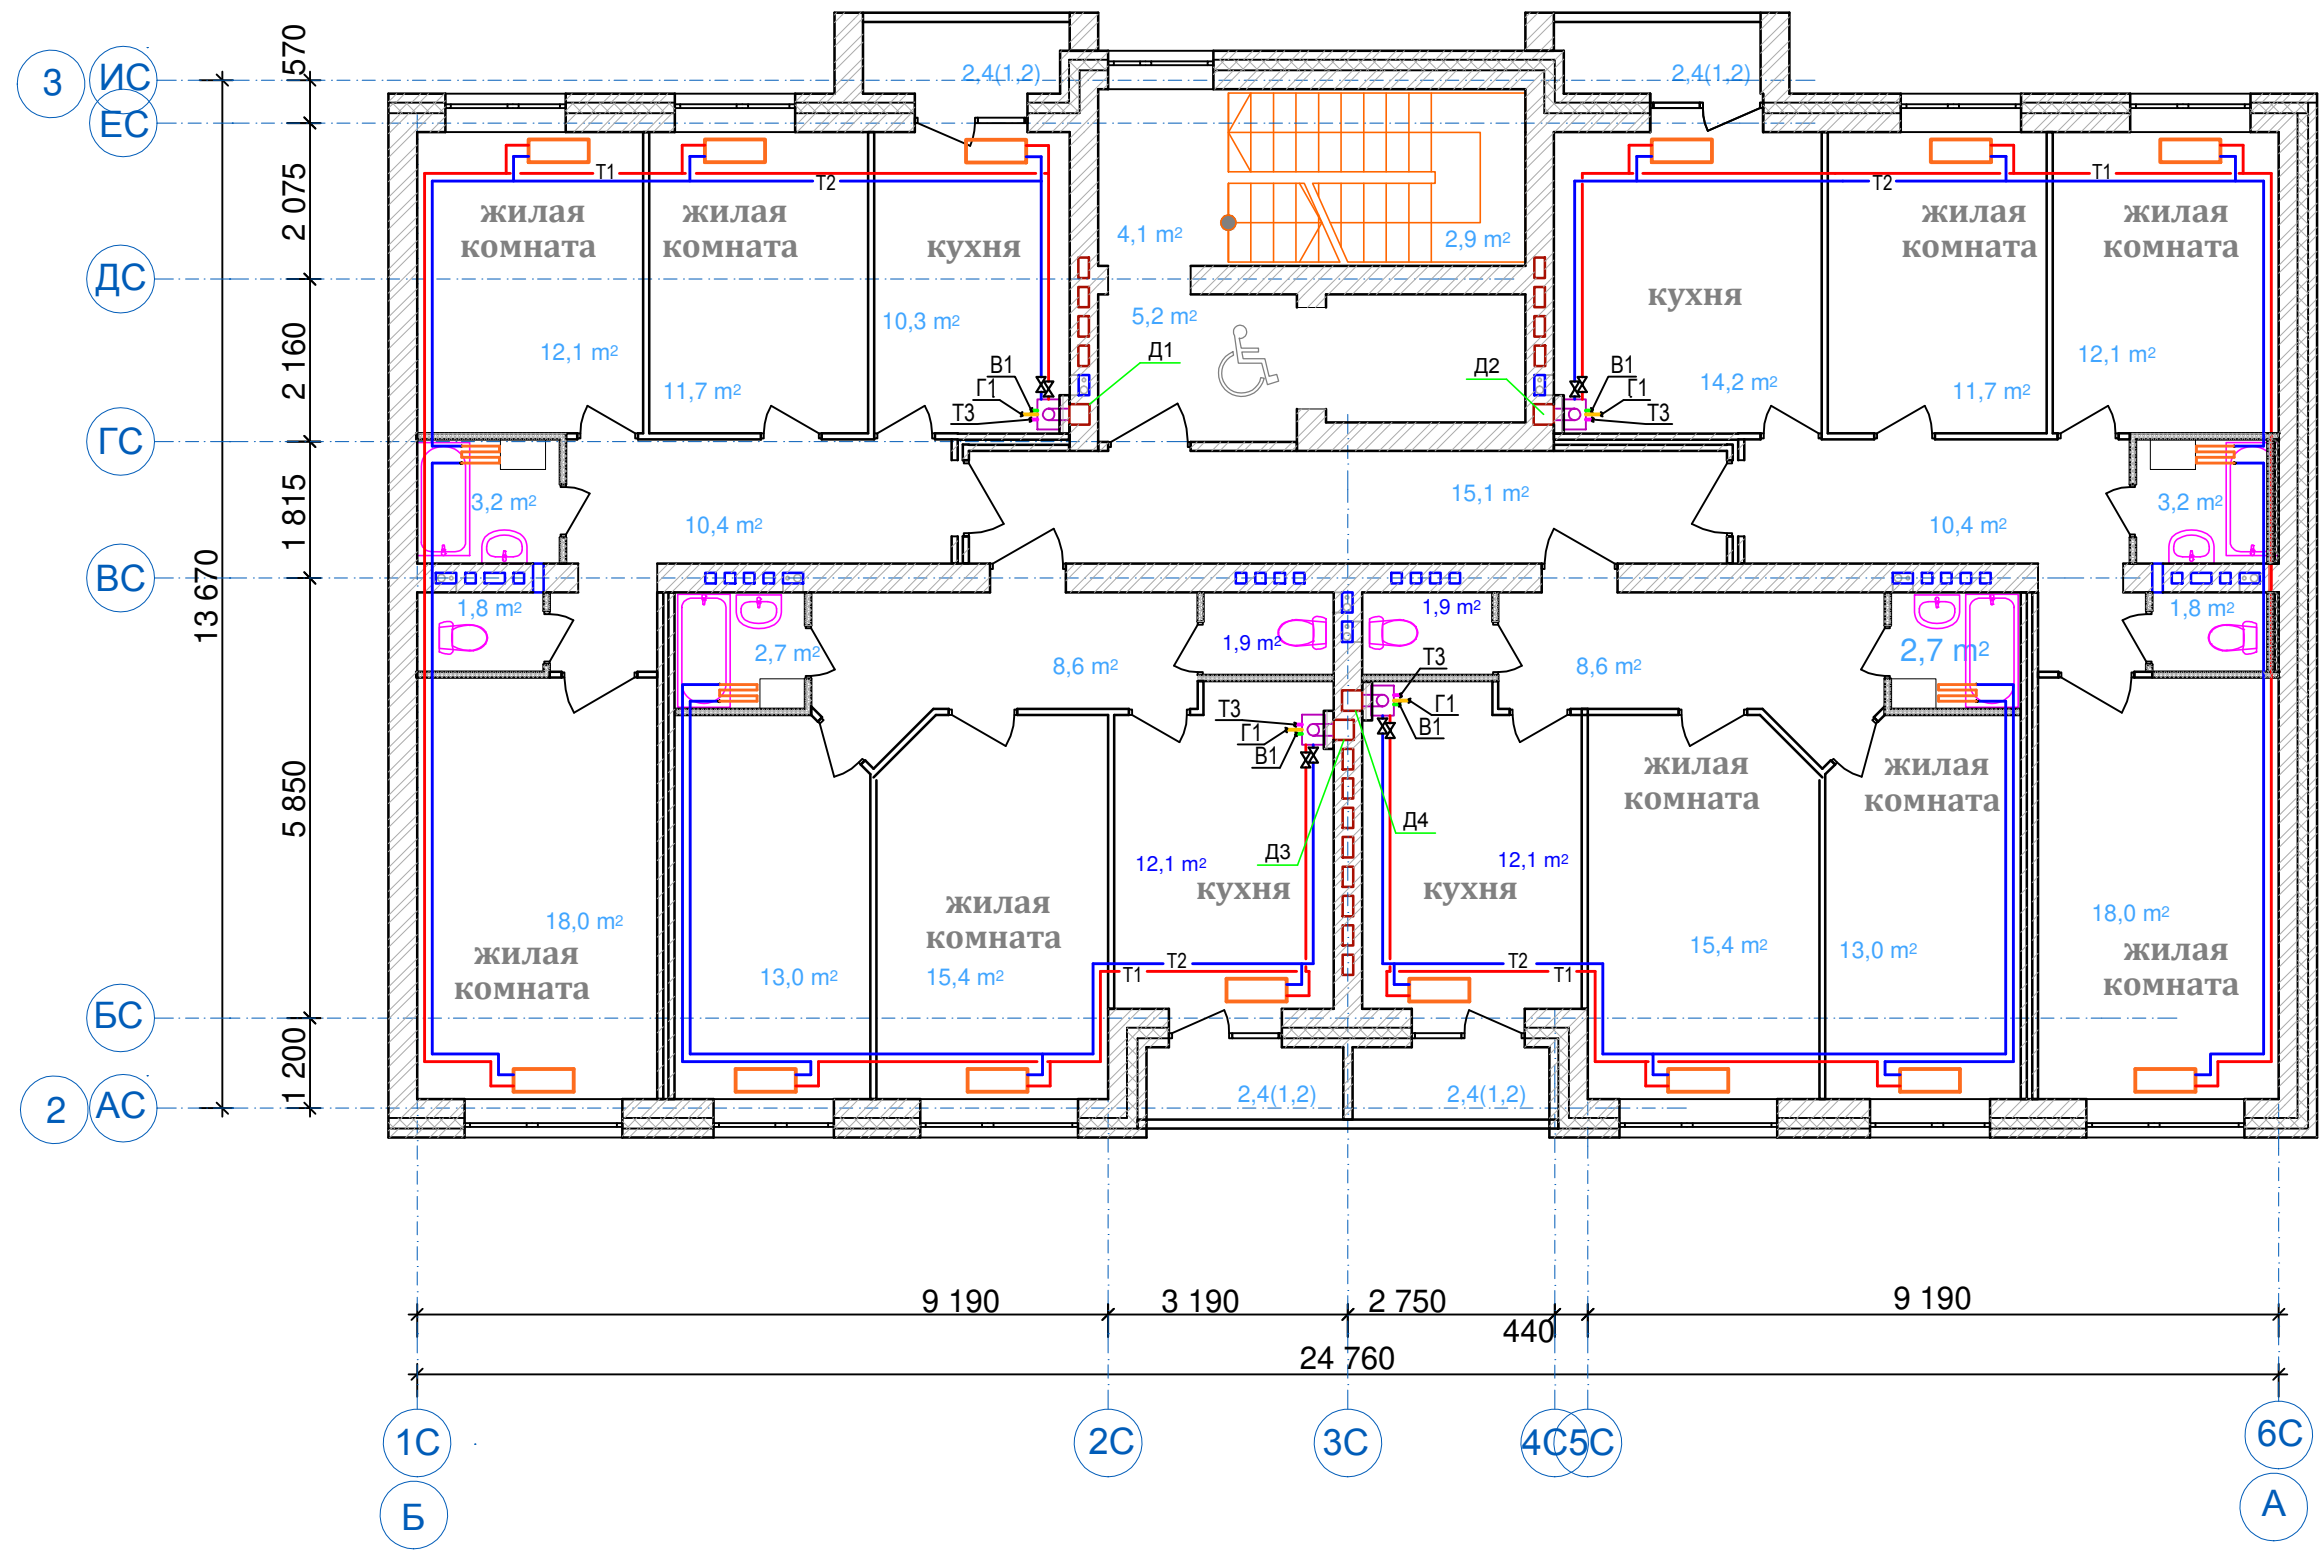 3
ИС
ЕС
ДС
ГС
ВС
БС
2
АС
570
2 075
2 160
1 815
5 850
1 200
13 670
2,4(1,2)
2,4(1,2)
Т1
Т2
Т2
Т1
жилая
комната
жилая
комната
кухня
4,1 m²
2,9 m²
жилая
комната
жилая
комната
кухня
12,1 m²
11,7 m²
10,3 m²
5,2 m²
14,2 m²
11,7 m²
12,1 m²
В1
Г1
Т3
Д1
Д2
В1
Г1
Т3
3,2 m²
10,4 m²
15,1 m²
10,4 m²
3,2 m²
1,8 m²
2,7 m²
8,6 m²
1,9 m²
1,9 m²
8,6 m²
2,7 m²
1,8 m²
Т3
Г1
В1
Т3
Г1
В1
Д3
Д4
18,0 m²
жилая
комната
13,0 m²
жилая
комната
15,4 m²
12,1 m²
кухня
12,1 m²
кухня
жилая
комната
15,4 m²
жилая
комната
13,0 m²
18,0 m²
жилая
комната
Т1
Т2
Т2
Т1
2,4(1,2)
2,4(1,2)
9 190
3 190
2 750
440
9 190
24 760
1С
2С
3С
4С
5С
6С
Б
А